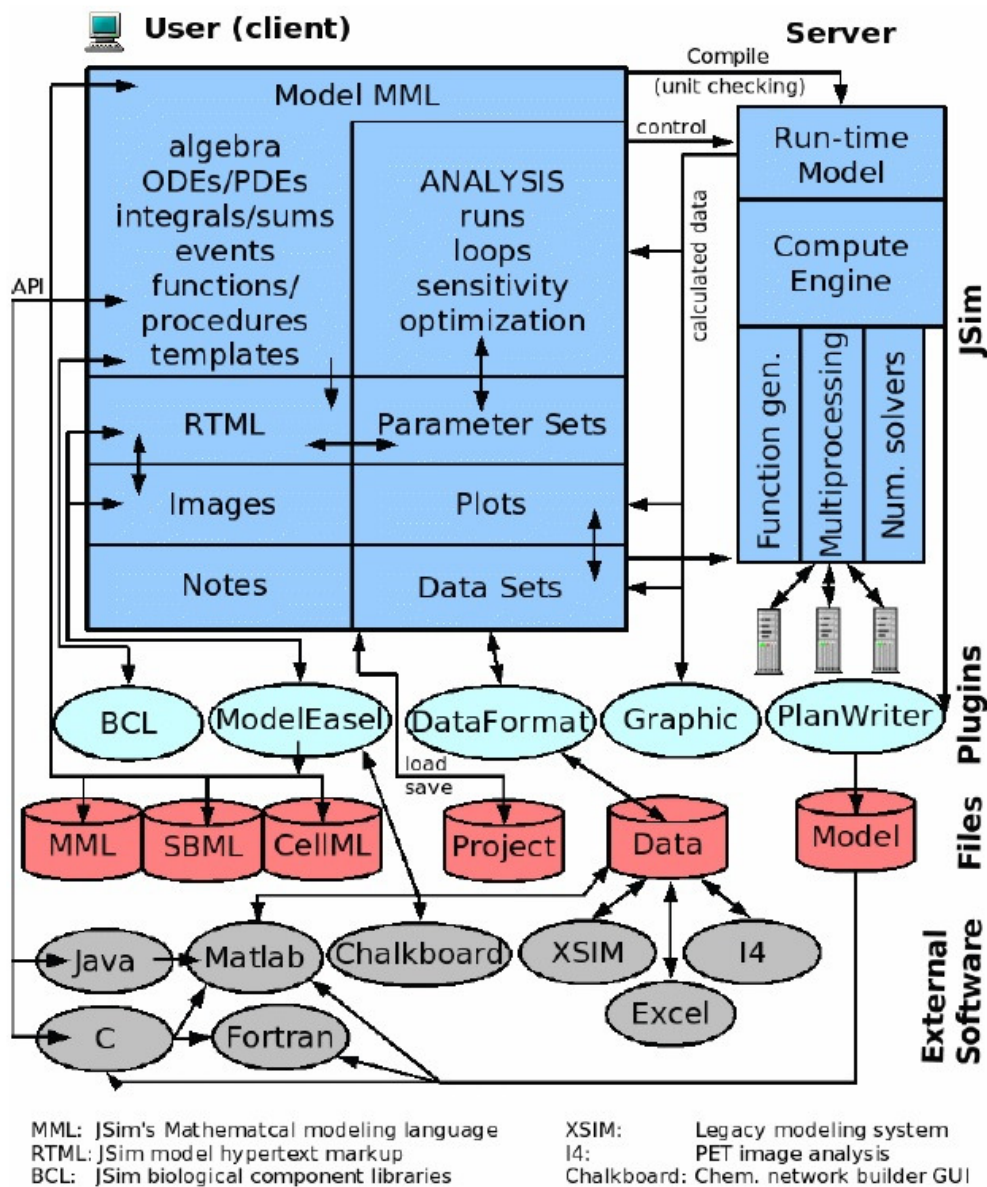 User (client)
Server
Compile
(unit checking)
Model MML
control
Run-time
Model
algebra
ODEs/PDEs
integrals/sums
events
functions/
procedures
templates
ANALYSIS
runs
loops
sensitivity
optimization
calculated data
Compute
Engine
JSim
API
Function gen.
Multiprocessing
Num. solvers
RTML
Parameter Sets
Images
Plots
Notes
Data Sets
BCL
ModelEasel
DataFormat
Graphic
PlanWriter
Plugins
load
save
MML
SBML
CellML
Project
Data
Model
Files
Java
Matlab
Chalkboard
XSIM
I4
Excel
C
Fortran
External
Software
MML: JSim's Mathematcal modeling language
RTML: JSim model hypertext markup
BCL: JSim biological component libraries
XSIM: Legacy modeling system
I4: PET image analysis
Chalkboard: Chem. network builder GUI